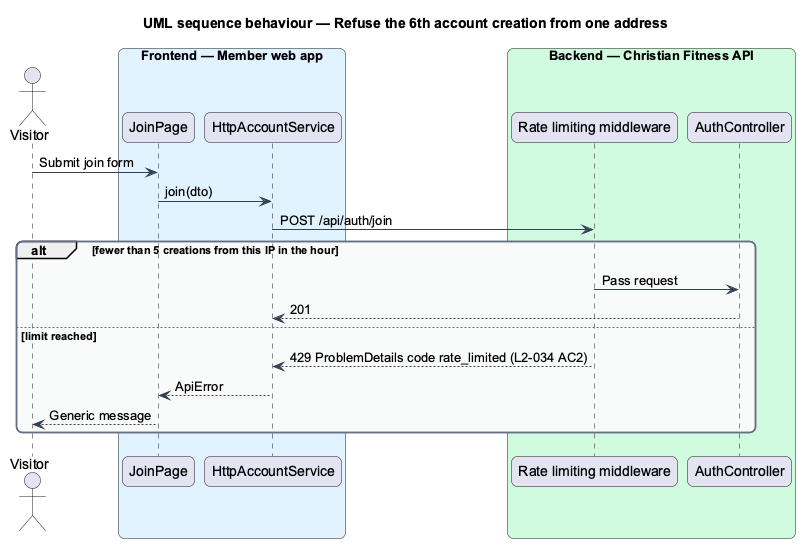 UML sequence behaviour — Refuse the 6th account creation from one address
Frontend — Member web app
Backend — Christian Fitness API
Visitor
JoinPage
HttpAccountService
Rate limiting middleware
AuthController
Submit join form
join(dto)
POST /api/auth/join
alt
[fewer than 5 creations from this IP in the hour]
Pass request
201
[limit reached]
429 ProblemDetails code rate_limited (L2-034 AC2)
ApiError
Generic message
Visitor
JoinPage
HttpAccountService
Rate limiting middleware
AuthController